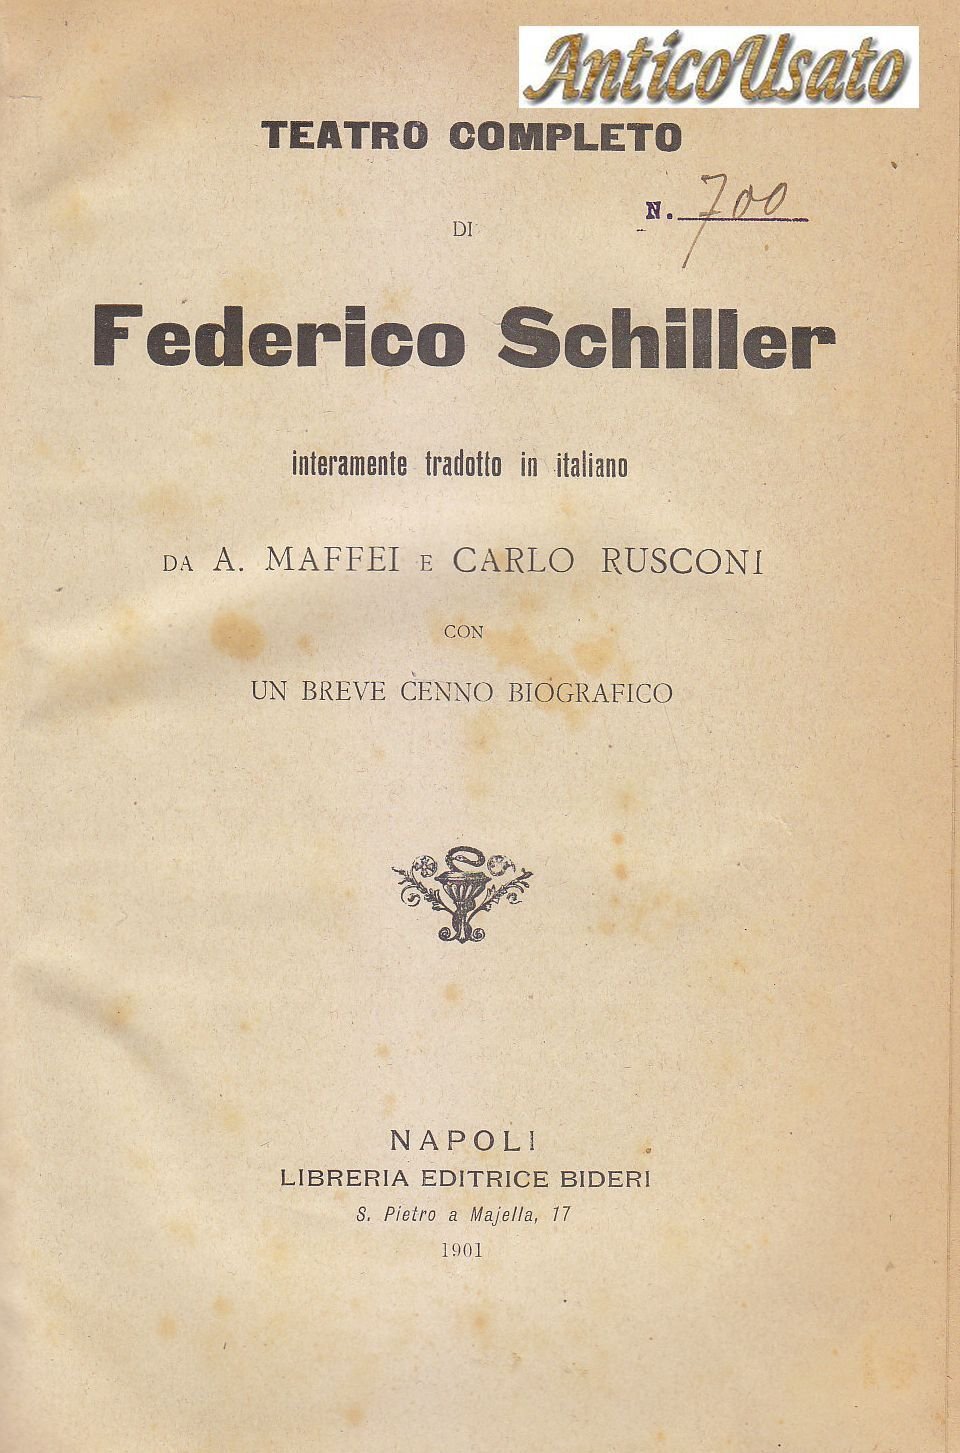 AnticoUsato
TEATRO COMPLETO
N. 700
DI
Federico Schiller
interamente tradotto in italiano
DA A. MAFFEI E CARLO RUSCONI
CON
UN BREVE CENNO BIOGRAFICO
NAPOLI
LIBRERIA EDITRICE BIDERI
S. Pietro a Majella, 17
1901